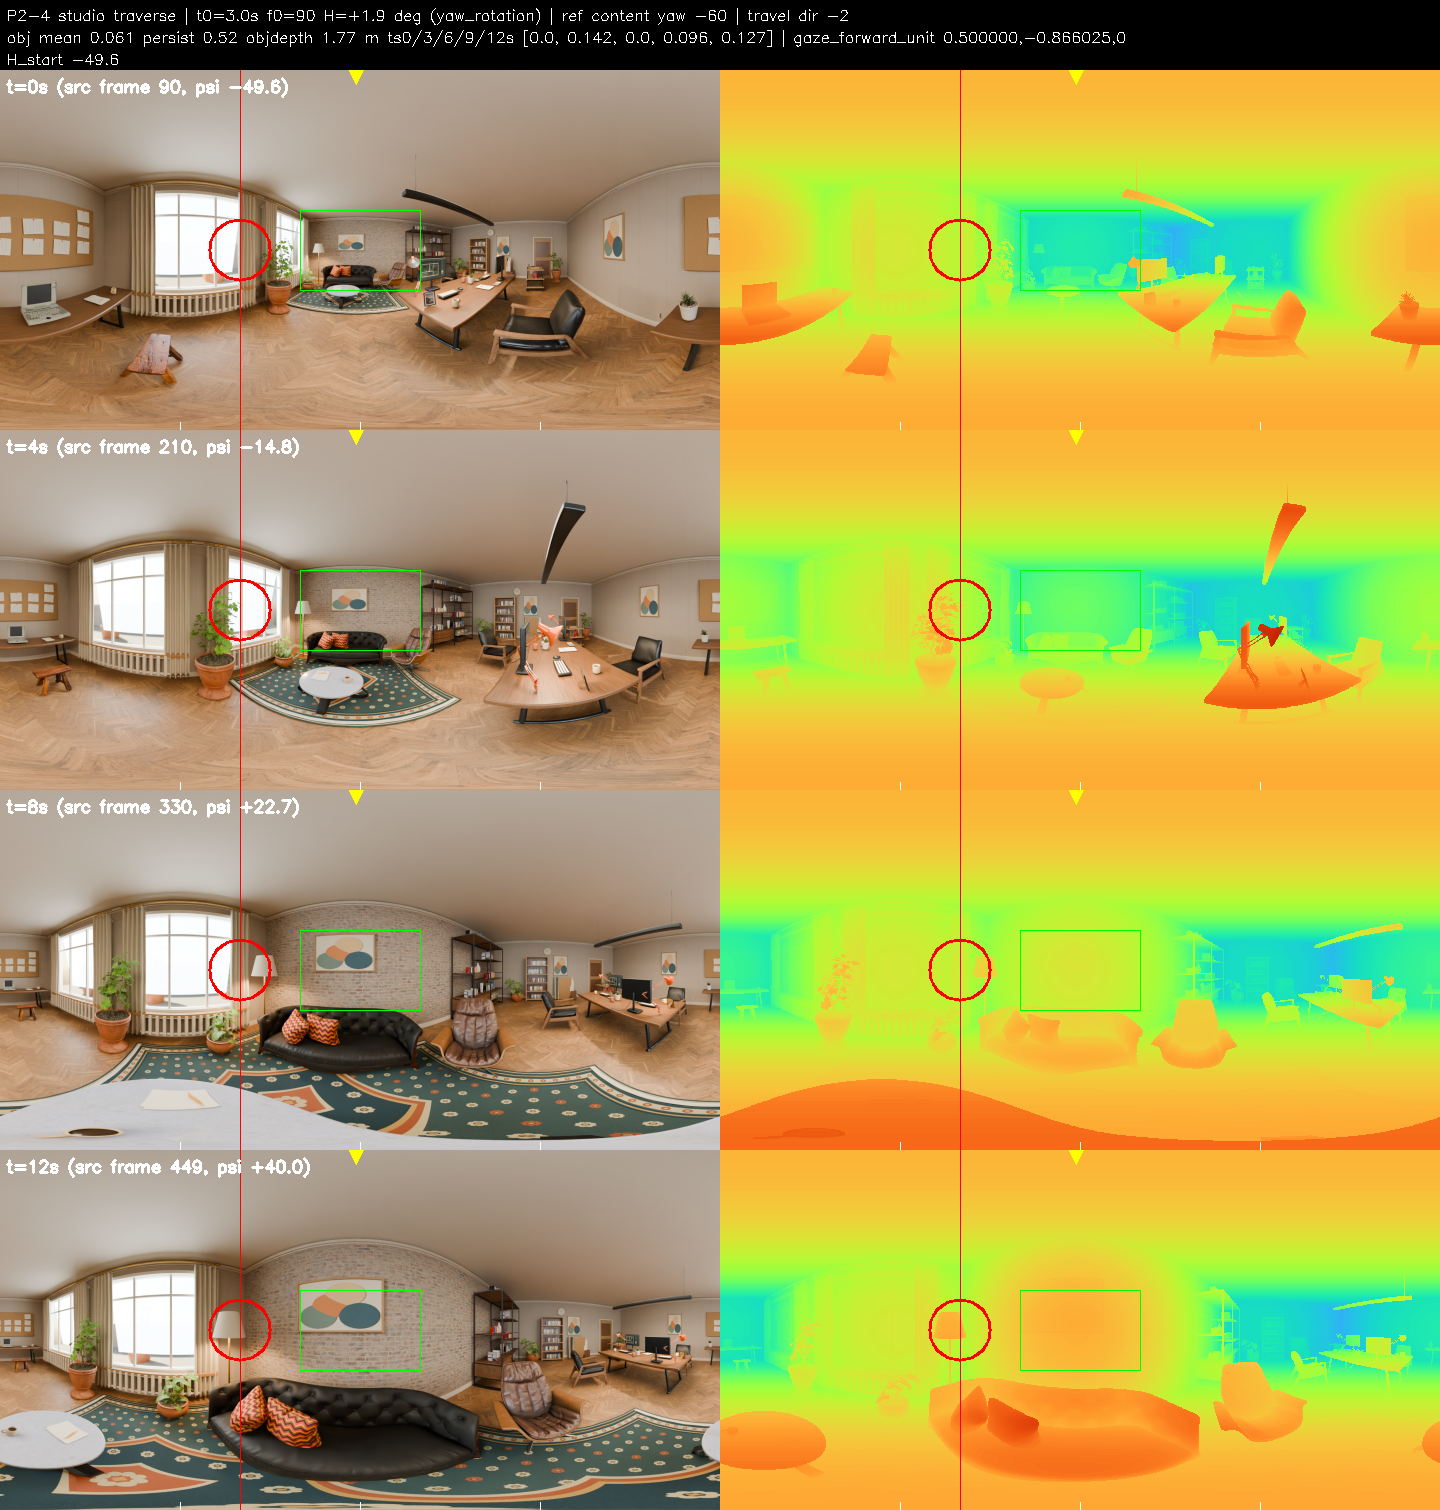 P2-4 studio traverse | t0=3.0s f0=90 H=+1.9 deg (yaw_rotation) | ref content yaw -60 | travel dir -2
obj mean 0.061 persist 0.52 objdepth 1.77 m ts0/3/6/9/12s [0.0, 0.142, 0.0, 0.096, 0.127] | gaze_forward_unit 0.500000,-0.866025,0
H_start -49.6
t=0s (src frame 90, psi -49.6)
t=4s (src frame 210, psi -14.8)
t=8s (src frame 330, psi +22.7)
t=12s (src frame 449, psi +40.0)